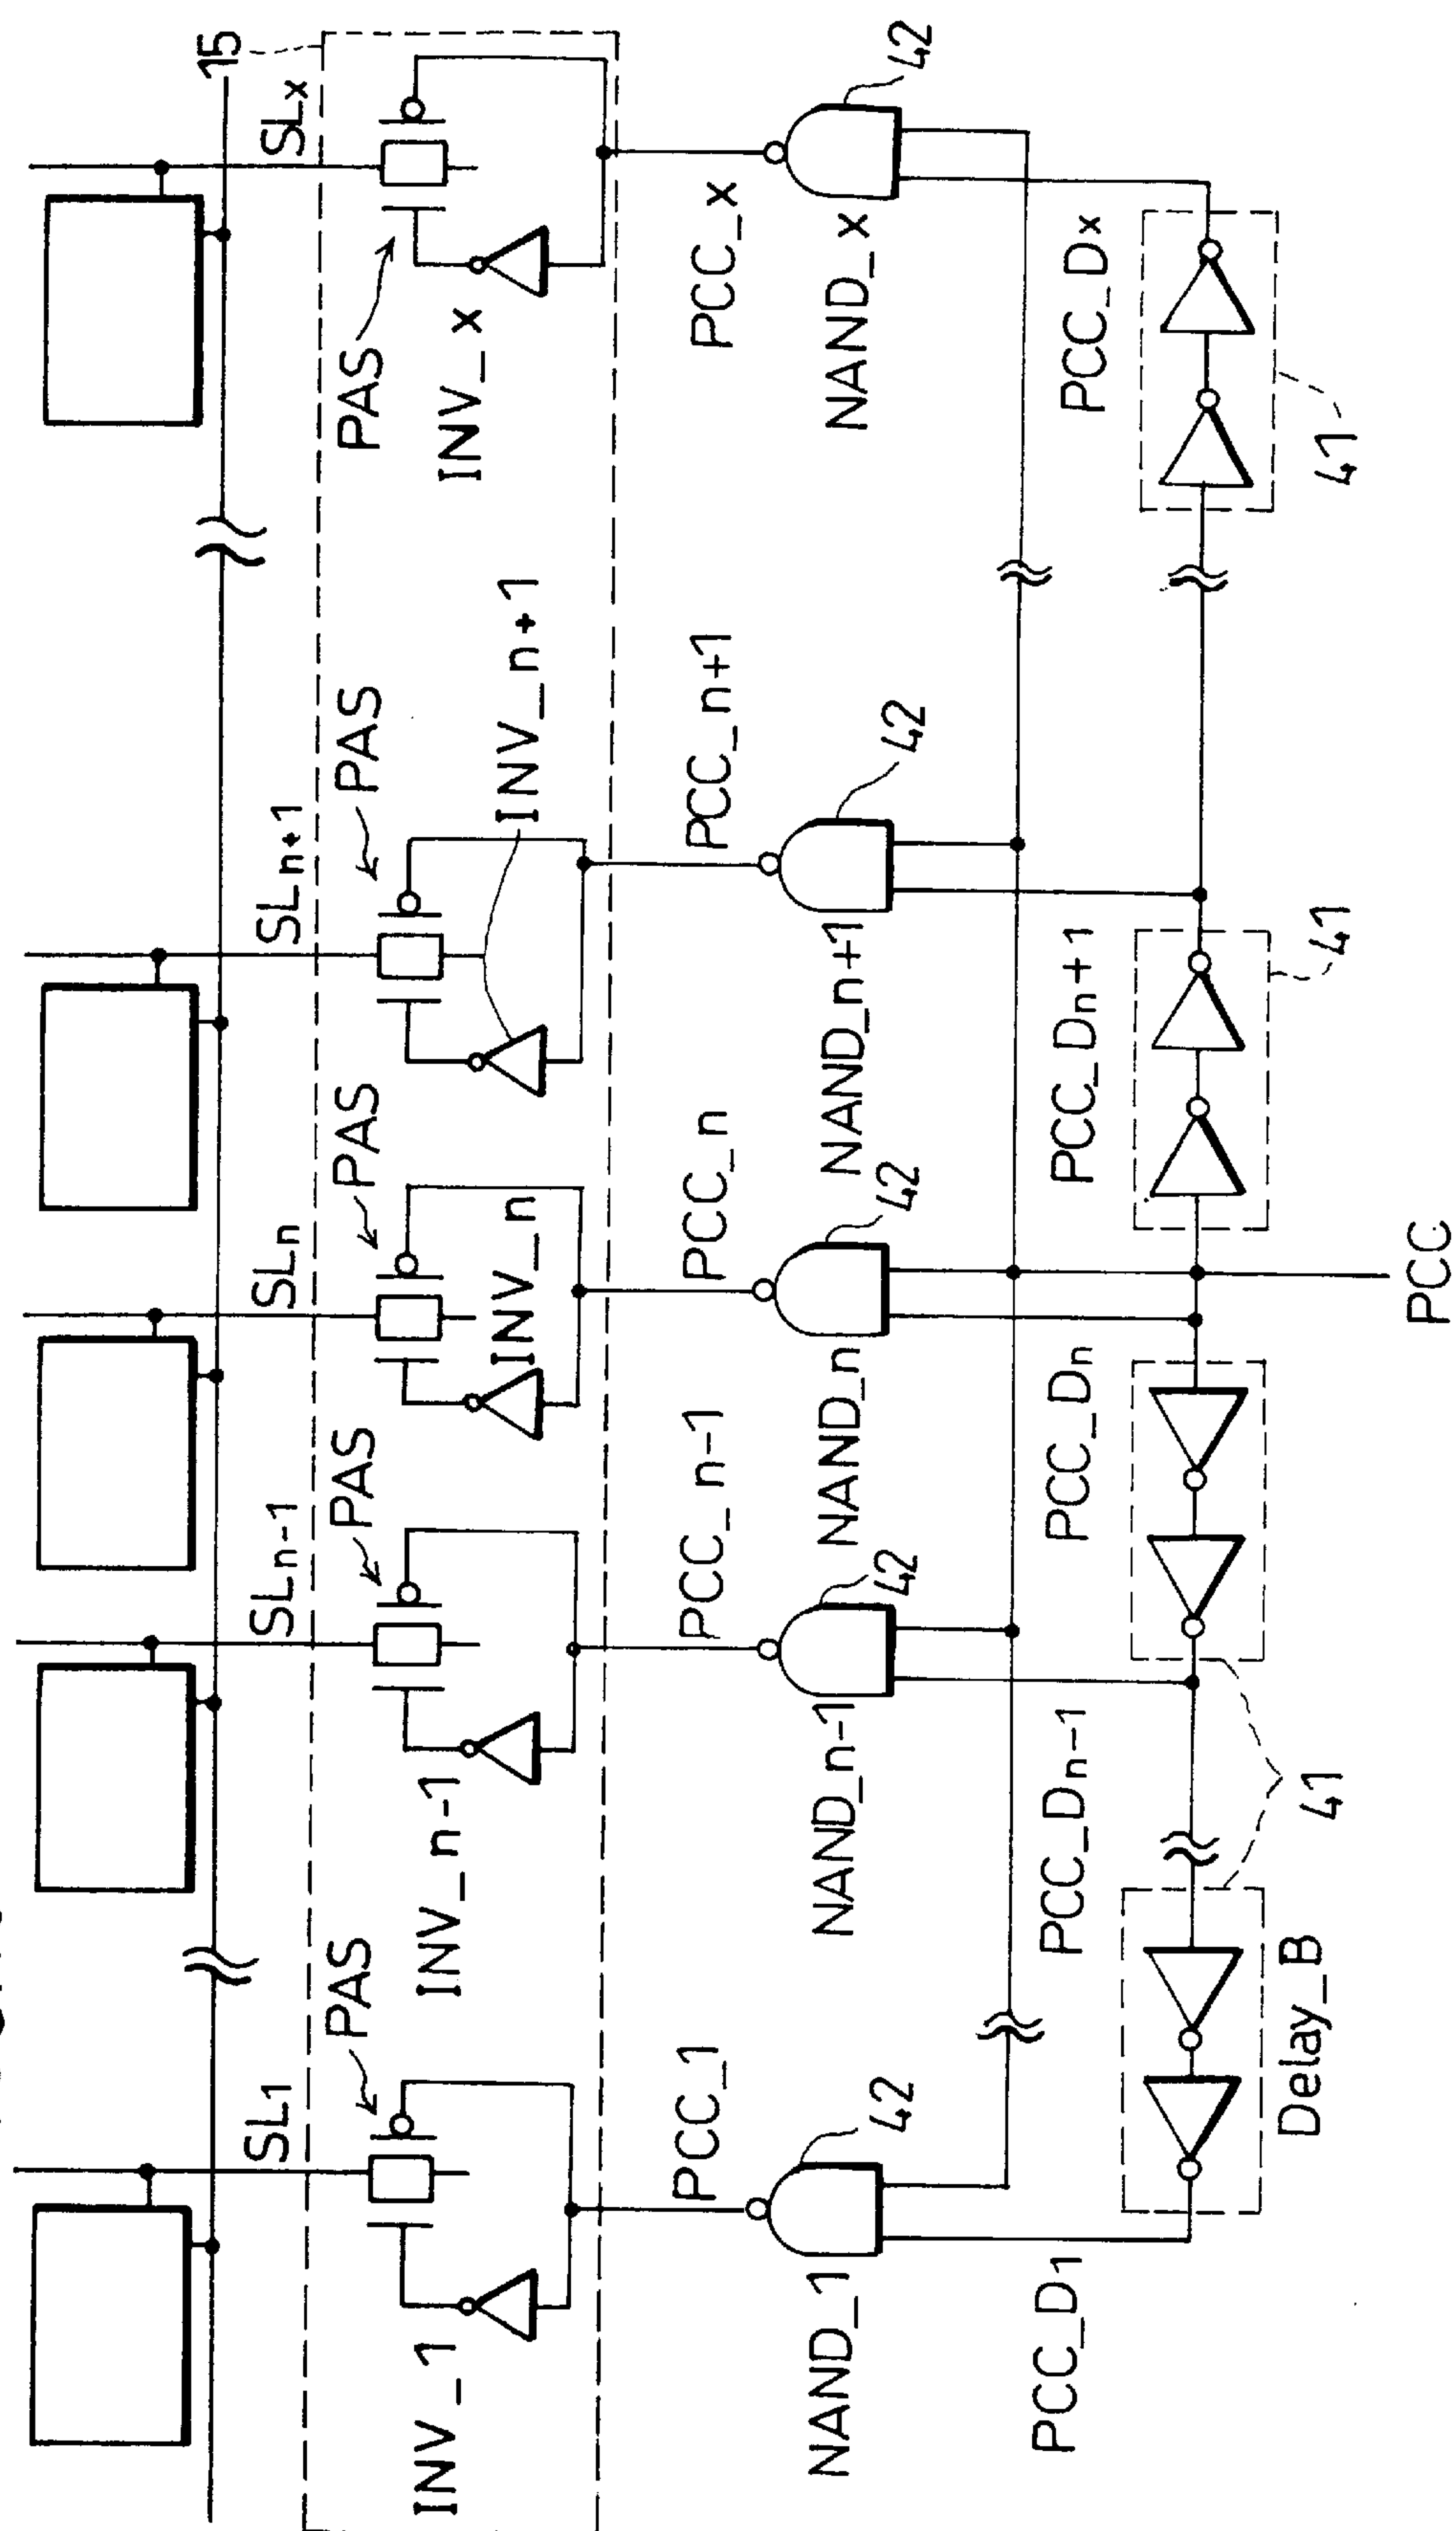 15
SL1
SLn-1
SLn
SLn+1
SLx
PAS
PAS
PAS
PAS
PAS
INV_1
INV_n-1
INV_n
INV_n+1
INV_x
PCC_1
PCC_n-1
PCC_n
PCC_n+1
PCC_x
42
42
42
42
42
NAND_1
NAND_n-1
NAND_n
NAND_n+1
NAND_x
PCC_D1
PCC_Dn-1
PCC_Dn
PCC_Dn+1
PCC_Dx
Delay_B
41
41
41
PCC